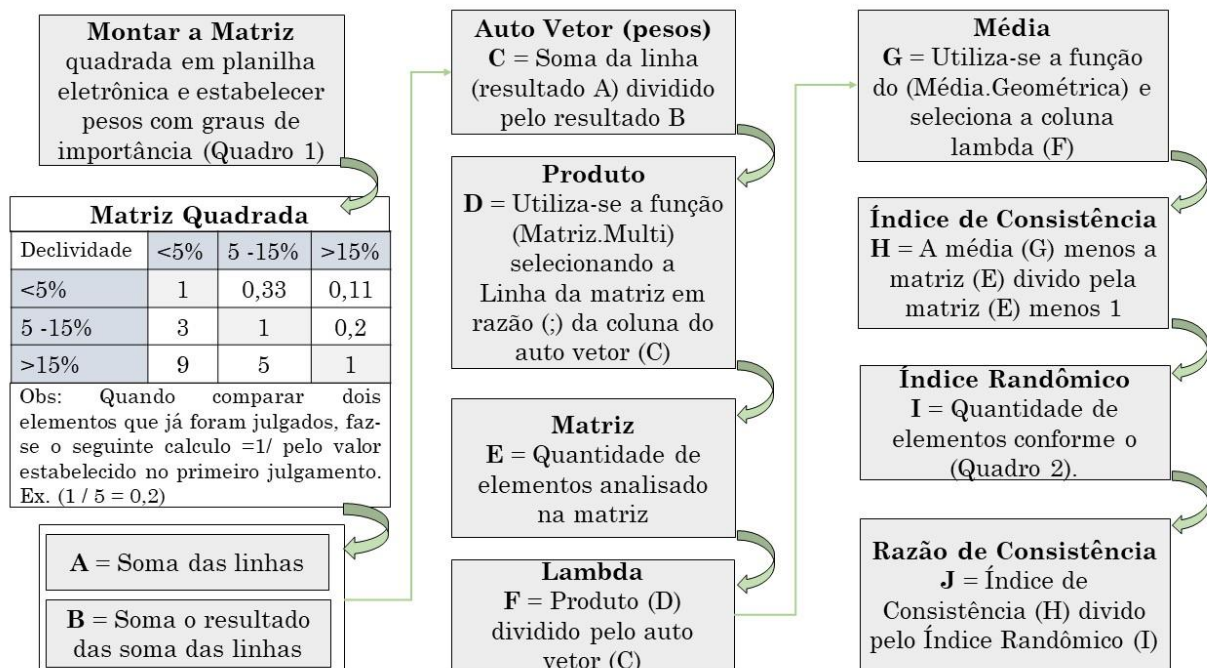 Montar a Matriz
quadrada em planilha
eletrônica e estabelecer
pesos com graus de
importância (Quadro 1)
Matriz Quadrada
Declividade <5% 5 -15% >15%
<5% 1 0,33 0,11
5 -15% 3 1 0,2
>15% 9 5 1
Obs: Quando comparar dois
elementos que já foram julgados, faz-
se o seguinte calculo =1/ pelo valor
estabelecido no primeiro julgamento.
Ex. (1 / 5 = 0,2)
A = Soma das linhas
B = Soma o resultado
das soma das linhas
Auto Vetor (pesos)
C = Soma da linha
(resultado A) dividido
pelo resultado B
Produto
D = Utiliza-se a função
(Matriz.Multi)
selecionando a
Linha da matriz em
razão (;) da coluna do
auto vetor (C)
Matriz
E = Quantidade de
elementos analisado
na matriz
Lambda
F = Produto (D)
dividido pelo auto
vetor (C)
Média
G = Utiliza-se a função
do (Média.Geométrica) e
seleciona a coluna
lambda (F)
Índice de Consistência
H = A média (G) menos a
matriz (E) divido pela
matriz (E) menos 1
Índice Randômico
I = Quantidade de
elementos conforme o
(Quadro 2).
Razão de Consistência
J = Índice de
Consistência (H) divido
pelo Índice Randômico (I)